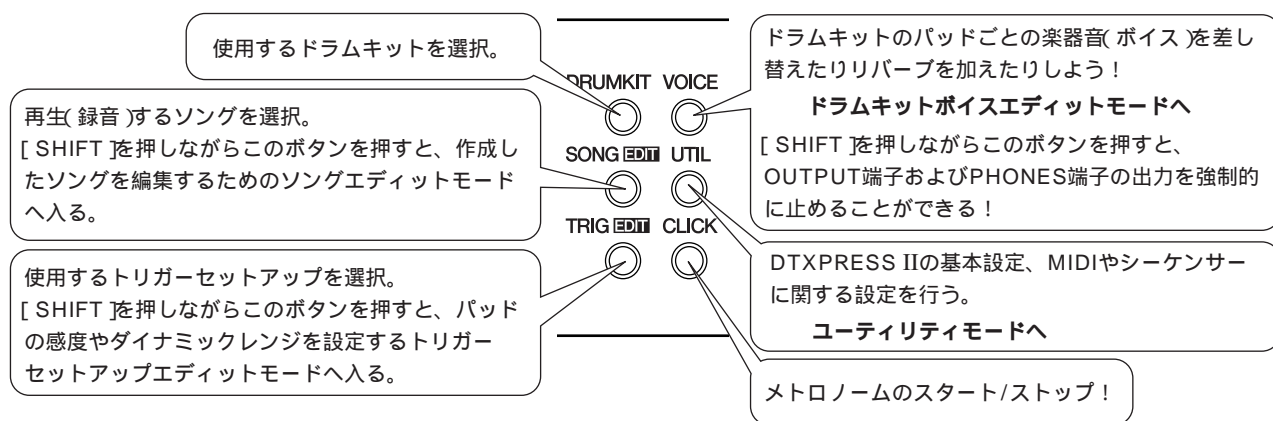 使用するドラムキットを選択。
再生( 録音 )するソングを選択。
[ SHIFT ]を押しながらこのボタンを押すと、作成し
たソングを編集するためのソングエディットモード
へ入る。
使用するトリガーセットアップを選択。
[ SHIFT ]を押しながらこのボタンを押すと、パッド
の感度やダイナミックレンジを設定するトリガー
セットアップエディットモードへ入る。
DRUMKIT VOICE
SONG EDIT UTIL
TRIG EDIT CLICK
ドラムキットのパッドごとの楽器音( ボイス )を差し
替えたりリバーブを加えたりしよう！
ドラムキットボイスエディットモードへ
[ SHIFT ]を押しながらこのボタンを押すと、
OUTPUT端子およびPHONES端子の出力を強制的
に止めることができる！
DTXPRESS IIの基本設定、MIDIやシーケンサー
に関する設定を行う。
ユーティリティモードへ
メトロノームのスタート/ストップ！